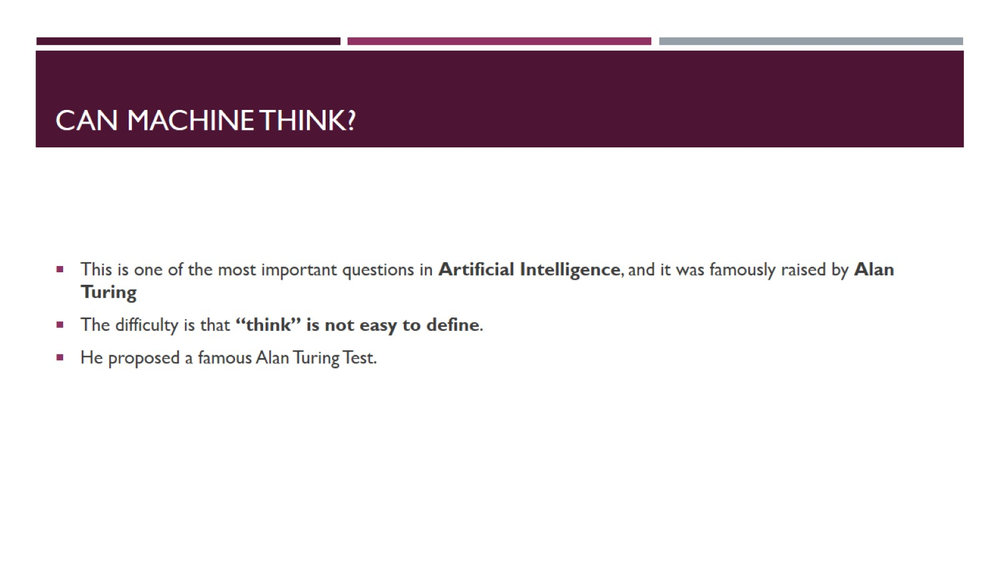 CAN MACHINE THINK?
This is one of the most important questions in Artificial Intelligence, and it was famously raised by Alan
Turing
The difficulty is that “think” is not easy to define.
He proposed a famous Alan Turing Test.